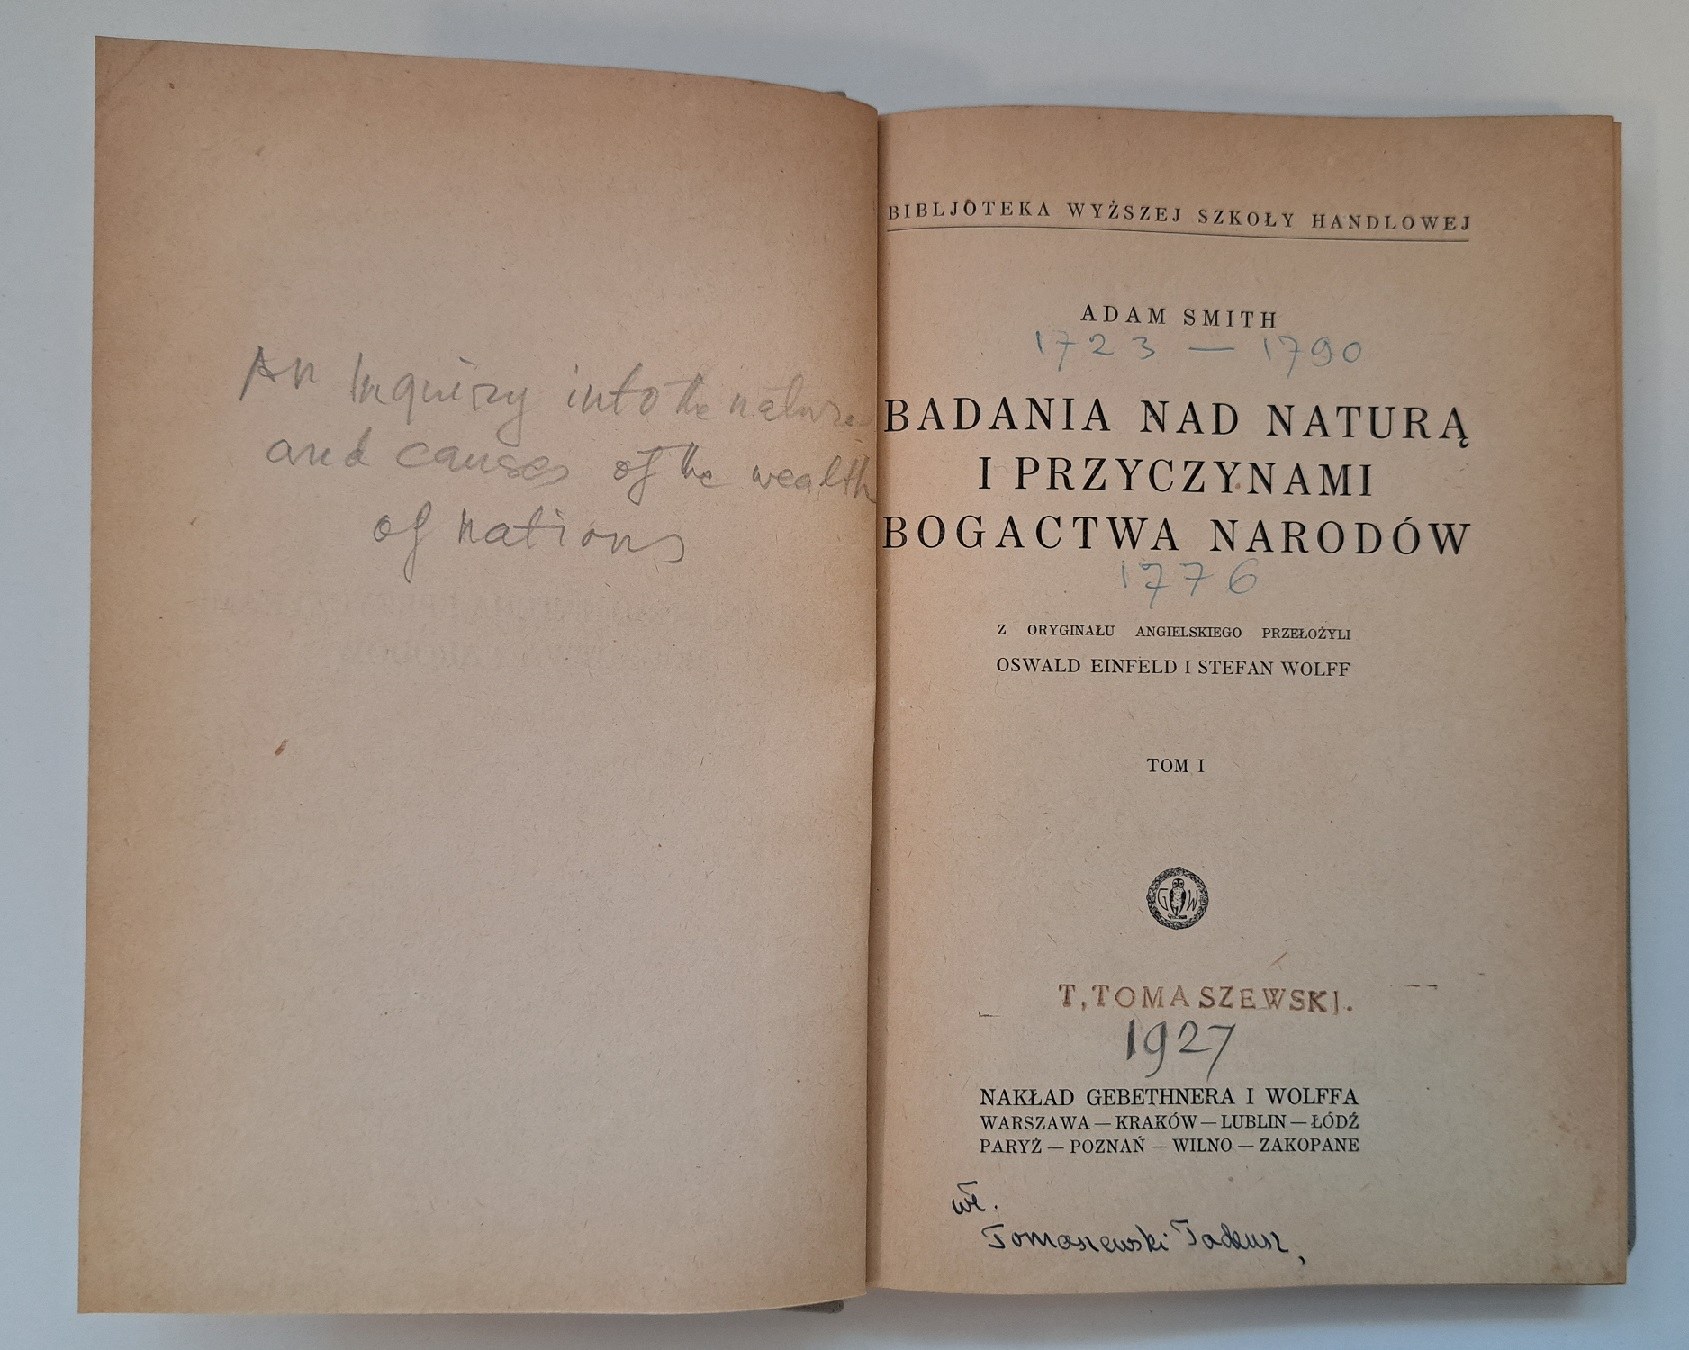 An Inquiry into the nature
and causes of the wealth
of nations
BIBLJOTEKA WYŻSZEJ SZKOŁY HANDLOWEJ
ADAM SMITH
1723 — 1790
BADANIA NAD NATURĄ
I PRZYCZYNAMI
BOGACTWA NARODÓW
1776
Z ORYGINAŁU ANGIELSKIEGO PRZEŁOŻYLI
OSWALD EINFELD I STEFAN WOLFF
TOM I
G W
T, TOMASZEWSKI.
1927
NAKŁAD GEBETHNERA I WOLFFA
WARSZAWA — KRAKÓW — LUBLIN — ŁÓDŹ
PARYŻ — POZNAŃ — WILNO — ZAKOPANE
wł.
Tomaszewski Tadeusz,